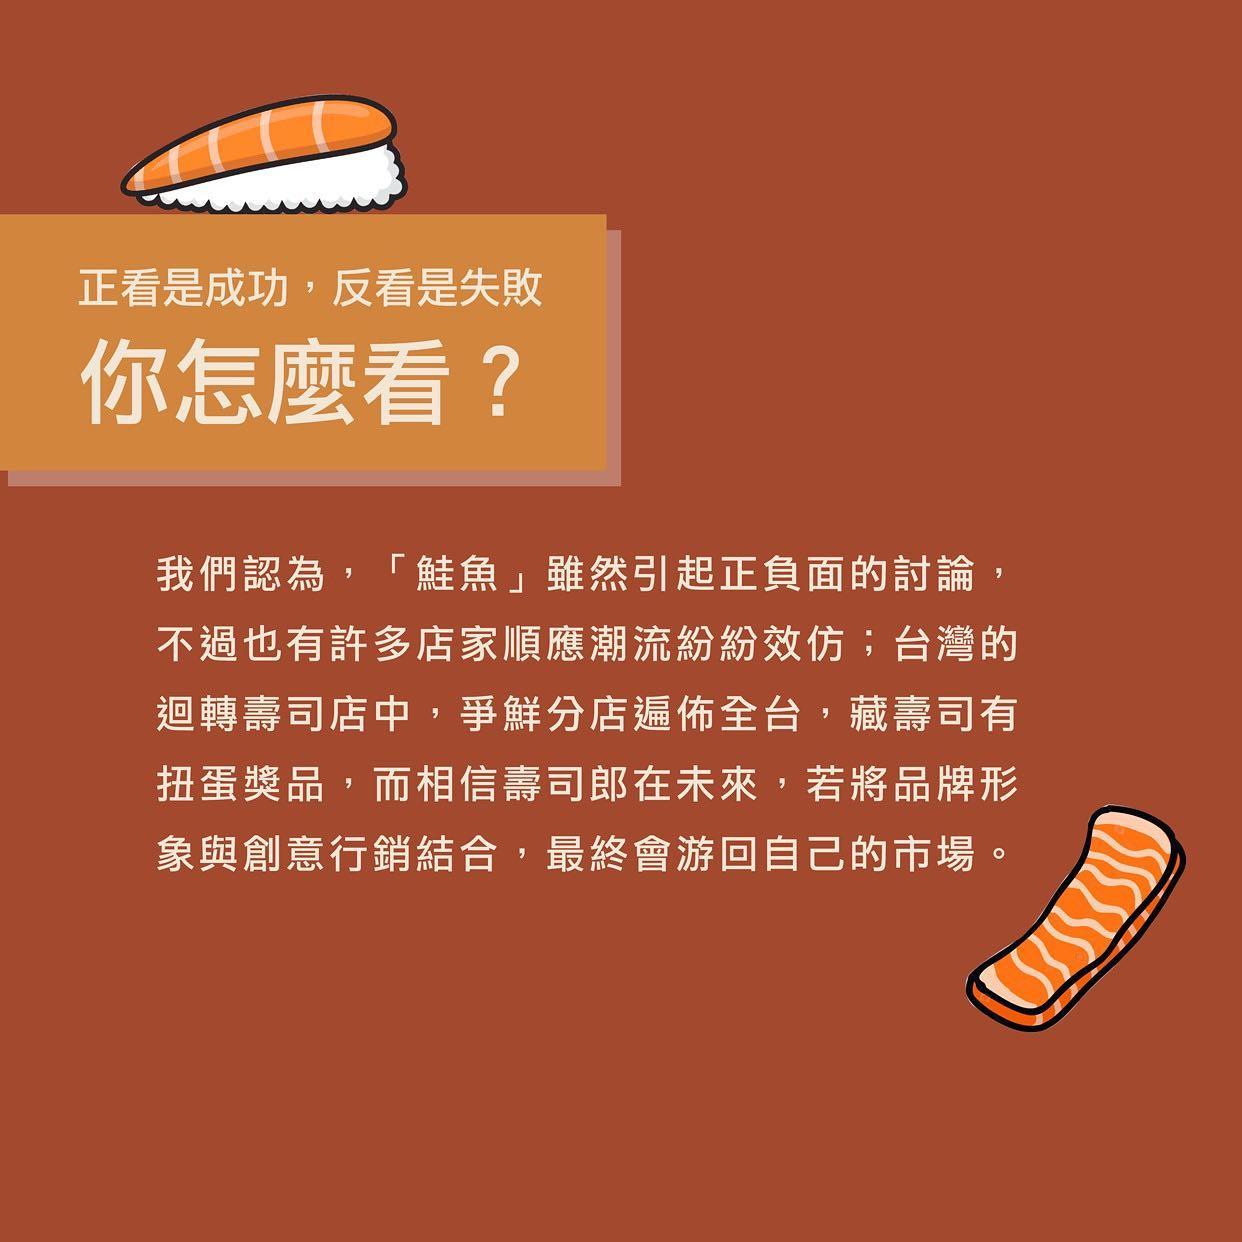 正看是成功，反看是失敗
你怎麼看？
我們認為，「鮭魚」雖然引起正負面的討論，
不過也有許多店家順應潮流紛紛效仿；台灣的
迴轉壽司店中，爭鮮分店遍佈全台，藏壽司有
扭蛋獎品，而相信壽司郎在未來，若將品牌形
象與創意行銷結合，最終會游回自己的市場。